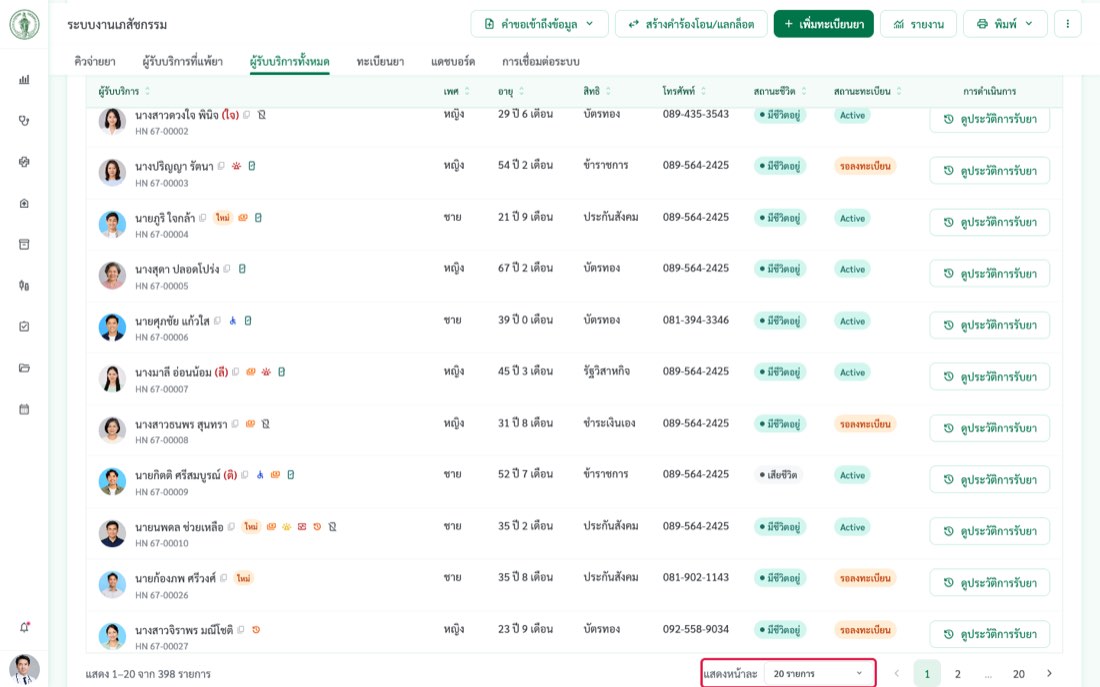 ระบบงานเภสัชกรรม
คำขอเข้าถึงข้อมูล
สร้างคำร้องโอน/แลกล็อต
+ เพิ่มทะเบียนยา
รายงาน
พิมพ์
คิวจ่ายยา ผู้รับบริการที่แพ้ยา ผู้รับบริการทั้งหมด ทะเบียนยา แดชบอร์ด การเชื่อมต่อระบบ
ผู้รับบริการ เพศ อายุ สิทธิ โทรศัพท์ สถานะชีวิต สถานะทะเบียน การดำเนินการ
นางสาวดวงใจ พินิจ (ใจ) หญิง 29 ปี 6 เดือน บัตรทอง 089-435-3543 มีชีวิตอยู่ Active ดูประวัติการรับยา
HN 67-00002
นางปริญญา รัตนา หญิง 54 ปี 2 เดือน ข้าราชการ 089-564-2425 มีชีวิตอยู่ รอลงทะเบียน ดูประวัติการรับยา
HN 67-00003
นายภูริ ใจกล้า ใหม่ ชาย 21 ปี 9 เดือน ประกันสังคม 089-564-2425 มีชีวิตอยู่ Active ดูประวัติการรับยา
HN 67-00004
นางสุดา ปลอดโปร่ง หญิง 67 ปี 2 เดือน บัตรทอง 089-564-2425 มีชีวิตอยู่ Active ดูประวัติการรับยา
HN 67-00005
นายศุภชัย แก้วใส ชาย 39 ปี 0 เดือน บัตรทอง 081-394-3346 มีชีวิตอยู่ Active ดูประวัติการรับยา
HN 67-00006
นางมาลี อ่อนน้อม (ลี) หญิง 45 ปี 3 เดือน รัฐวิสาหกิจ 089-564-2425 มีชีวิตอยู่ Active ดูประวัติการรับยา
HN 67-00007
นางสาวธนพร สุนทรา หญิง 31 ปี 8 เดือน ชำระเงินเอง 089-564-2425 มีชีวิตอยู่ รอลงทะเบียน ดูประวัติการรับยา
HN 67-00008
นายกิตติ ศรีสมบูรณ์ (ติ) ชาย 52 ปี 7 เดือน ข้าราชการ 089-564-2425 เสียชีวิต Active ดูประวัติการรับยา
HN 67-00009
นายนพดล ช่วยเหลือ ใหม่ ชาย 35 ปี 2 เดือน ประกันสังคม 089-564-2425 มีชีวิตอยู่ Active ดูประวัติการรับยา
HN 67-00010
นายก้องภพ ศรีวงศ์ ใหม่ ชาย 35 ปี 8 เดือน ประกันสังคม 081-902-1143 มีชีวิตอยู่ รอลงทะเบียน ดูประวัติการรับยา
HN 67-00026
นางสาวจิราพร มณีโชติ หญิง 23 ปี 9 เดือน บัตรทอง 092-558-9034 มีชีวิตอยู่ รอลงทะเบียน ดูประวัติการรับยา
HN 67-00027
แสดง 1–20 จาก 398 รายการ แสดงหน้าละ 20 รายการ 1 2 ... 20